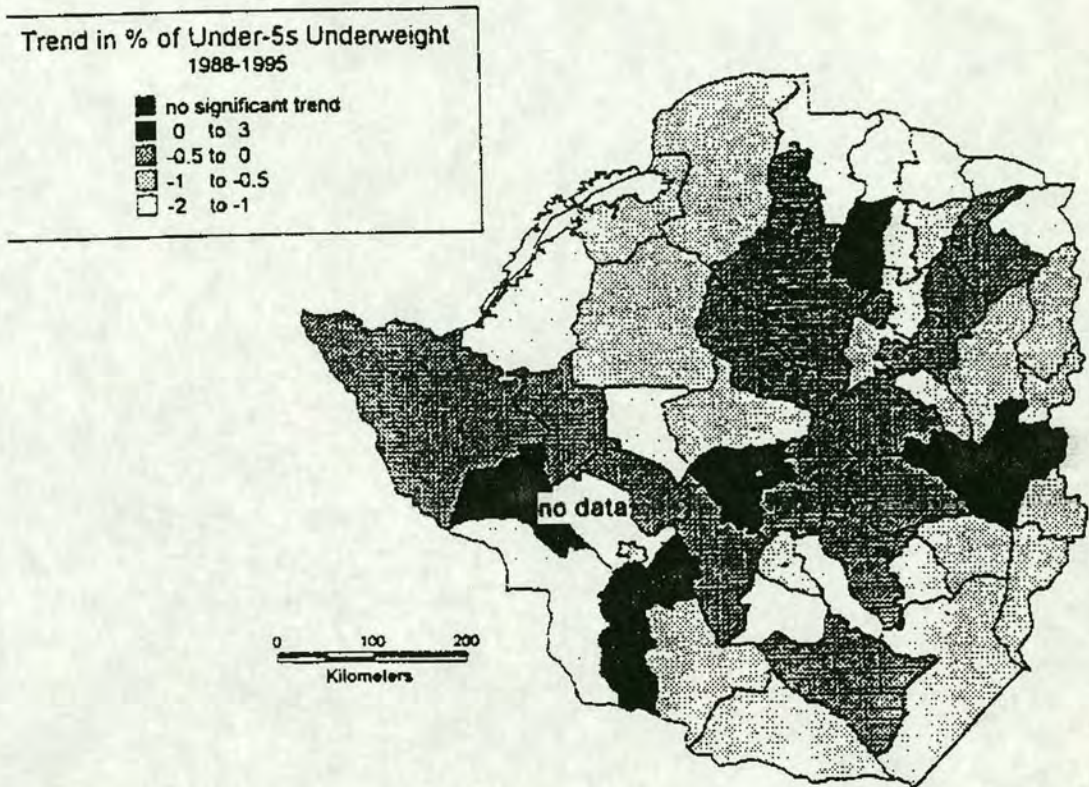 Trend in % of Under-5s Underweight
1988-1995
no significant trend
0 to 3
-0.5 to 0
-1 to -0.5
-2 to -1
no data
0 100 200
Kilometers